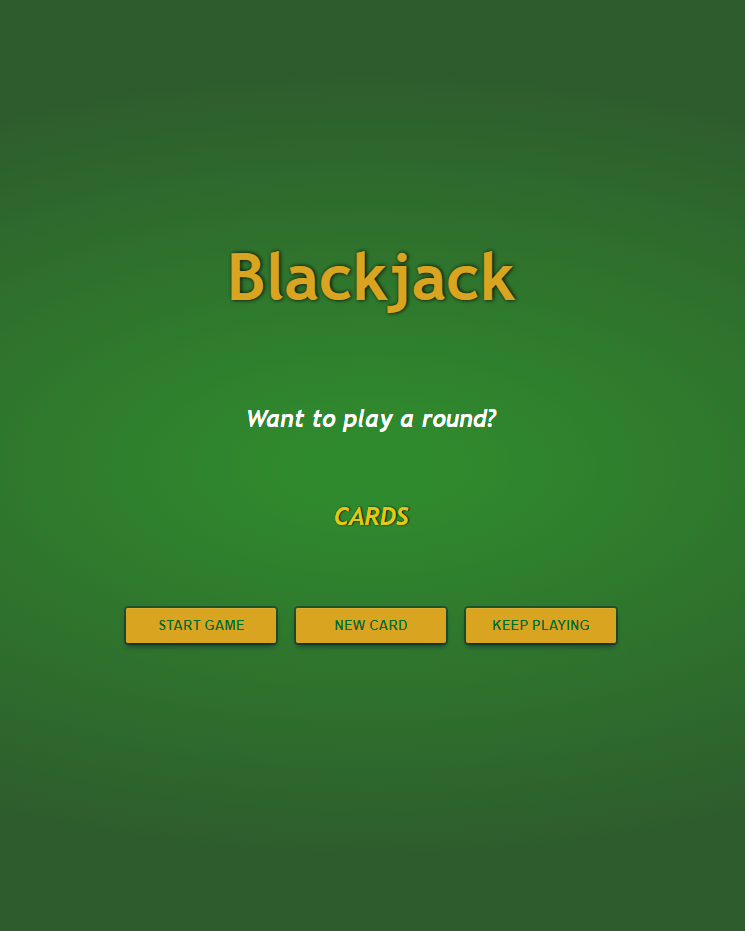 Blackjack
Want to play a round?
CARDS
START GAME
NEW CARD
KEEP PLAYING